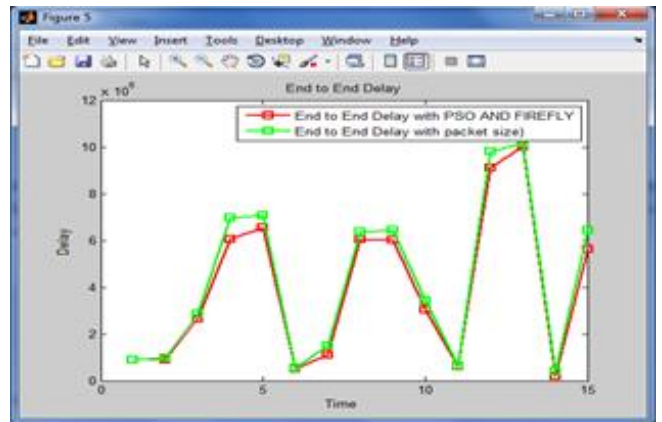 Figure 5
File Edit View Insert Tools Desktop Window Help
× 10
End to End Delay
12
End to End Delay with PSO AND FIREFLY
End to End Delay with packet size)
10
8
6
Delay
4
2
0
0 5 10 15
Time